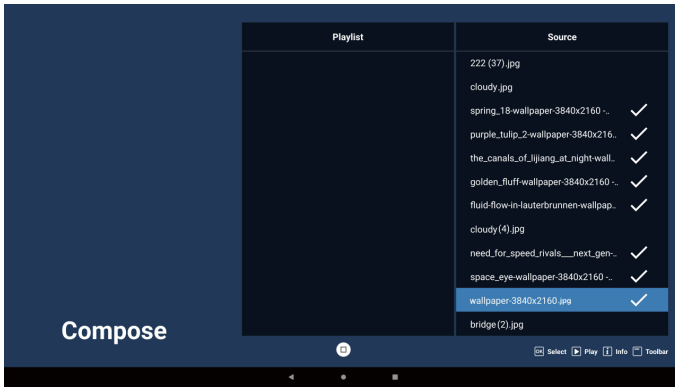 Playlist
Source
222 (37).jpg
cloudy.jpg
spring_18-wallpaper-3840x2160 -..
purple_tulip_2-wallpaper-3840x216..
the_canals_of_lijiang_at_night-wall..
golden_fluff-wallpaper-3840x2160 -..
fluid-flow-in-lauterbrunnen-wallpap..
cloudy(4).jpg
need_for_speed_rivals___next_gen-..
space_eye-wallpaper-3840x2160 -..
wallpaper-3840x2160.jpg
bridge(2).jpg
Compose
OK Select Play i Info Toolbar